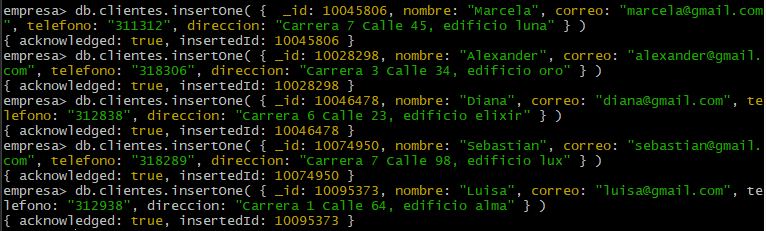 empresa> db.clientes.insertOne( {  _id: 10045806, nombre: "Marcela", correo: "marcela@gmail.com
", telefono: "311312", direccion: "Carrera 7 Calle 45, edificio luna" } )
{ acknowledged: true, insertedId: 10045806 }
empresa> db.clientes.insertOne( { _id: 10028298, nombre: "Alexander", correo: "alexander@gmail.
com", telefono: "318306", direccion: "Carrera 3 Calle 34, edificio oro" } )
{ acknowledged: true, insertedId: 10028298 }
empresa> db.clientes.insertOne( { _id: 10046478, nombre: "Diana", correo: "diana@gmail.com", te
lefono: "312838", direccion: "Carrera 6 Calle 23, edificio elixir" } )
{ acknowledged: true, insertedId: 10046478 }
empresa> db.clientes.insertOne( { _id: 10074950, nombre: "Sebastian", correo: "sebastian@gmail.
com", telefono: "318289", direccion: "Carrera 7 Calle 98, edificio lux" } )
{ acknowledged: true, insertedId: 10074950 }
empresa> db.clientes.insertOne( { _id: 10095373, nombre: "Luisa", correo: "luisa@gmail.com", te
lefono: "312938", direccion: "Carrera 1 Calle 64, edificio alma" } )
{ acknowledged: true, insertedId: 10095373 }